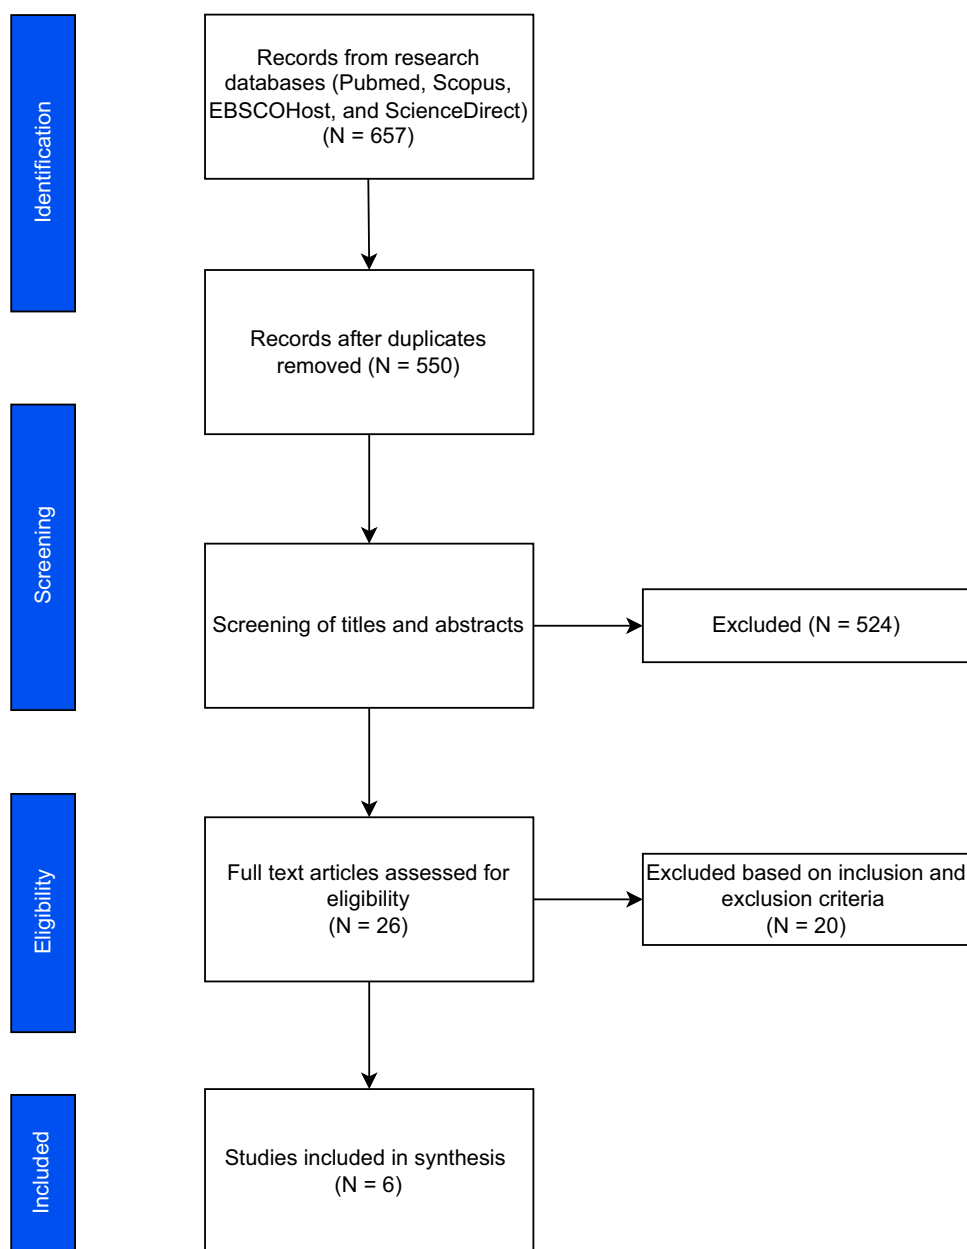 Identification
Records from research
databases (Pubmed, Scopus,
EBSCOHost, and ScienceDirect)
(N = 657)
Records after duplicates
removed (N = 550)
Screening
Screening of titles and abstracts
Excluded (N = 524)
Eligibility
Full text articles assessed for
eligibility
(N = 26)
Excluded based on inclusion and
exclusion criteria
(N = 20)
Included
Studies included in synthesis
(N = 6)